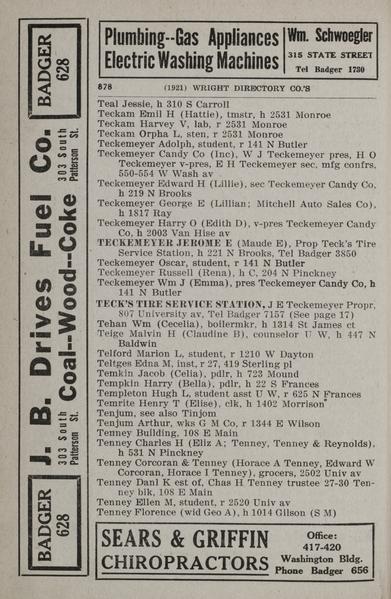 Plumbing--Gas Appliances
Electric Washing Machines
Wm. Schwoegler
315 STATE STREET
Tel Badger 1730
BADGER
628
J. B. Drives Fuel Co.
303 South
Patterson St.
Coal--Wood--Coke
303 South
Patterson St.
BADGER
628
878 (1921) WRIGHT DIRECTORY CO.'S
Teal Jessie, h 310 S Carroll
Teckam Emil H (Hattie), tmstr, h 2531 Monroe
Teckam Harvey V, lab, r 2531 Monroe
Teckam Orpha L, sten, r 2531 Monroe
Teckemeyer Adolph, student, r 141 N Butler
Teckemeyer Candy Co (Inc), W J Teckemeyer pres, H O
Teckemeyer v-pres, E H Teckemeyer sec, mfg confrs,
550-554 W Wash av
Teckemeyer Edward H (Lillie), sec Teckemeyer Candy Co,
h 219 N Brooks
Teckemeyer George E (Lillian; Mitchell Auto Sales Co),
h 1817 Ray
Teckemeyer Harry O (Edith D), v-pres Teckemeyer Candy
Co, h 2003 Van Hise av
TECKEMEYER JEROME E (Maude E), Prop Teck's Tire
Service Station, h 221 N Brooks, Tel Badger 3850
Teckemeyer Oscar, student, r 141 N Butler
Teckemeyer Russell (Rena), h C, 204 N Pinckney
Teckemeyer Wm J (Emma), pres Teckemeyer Candy Co, h
141 N Butler
TECK'S TIRE SERVICE STATION, J E Teckemeyer Propr,
807 University av, Tel Badger 7157 (See page 17)
Tehan Wm (Cecelia), boilermkr, h 1314 St James ct
Teige Malvin H (Claudine B), counselor U W, h 447 N
Baldwin
Telford Marion L, student, r 1210 W Dayton
Teltges Edna M, inst, r 27, 419 Sterling pl
Temkin Jacob (Celia), pdlr, h 723 Mound
Tempkin Harry (Bella), pdlr, h 22 S Frances
Templeton Hugh L, student asst U W, r 625 N Frances
Temrite Henry T (Elise), clk, h 1402 Morrison
Tenjum, see also Tinjom
Tenjum Arthur, wks G M Co, r 1344 E Wilson
Tenney Building, 108 E Main
Tenney Charles H (Eliz A; Tenney, Tenney & Reynolds),
h 531 N Pinckney
Tenney Corcoran & Tenney (Horace A Tenney, Edward W
Corcoran, Horace I Tenney), grocers, 2502 Univ av
Tenney Danl K est of, Chas H Tenney trustee 27-30 Ten-
ney blk, 108 E Main
Tenney Ellen M, student, r 2520 Univ av
Tenney Florence (wid Geo A), h 1014 Gilson (S M)
SEARS & GRIFFIN
CHIROPRACTORS
Office:
417-420
Washington Bldg.
Phone Badger 656